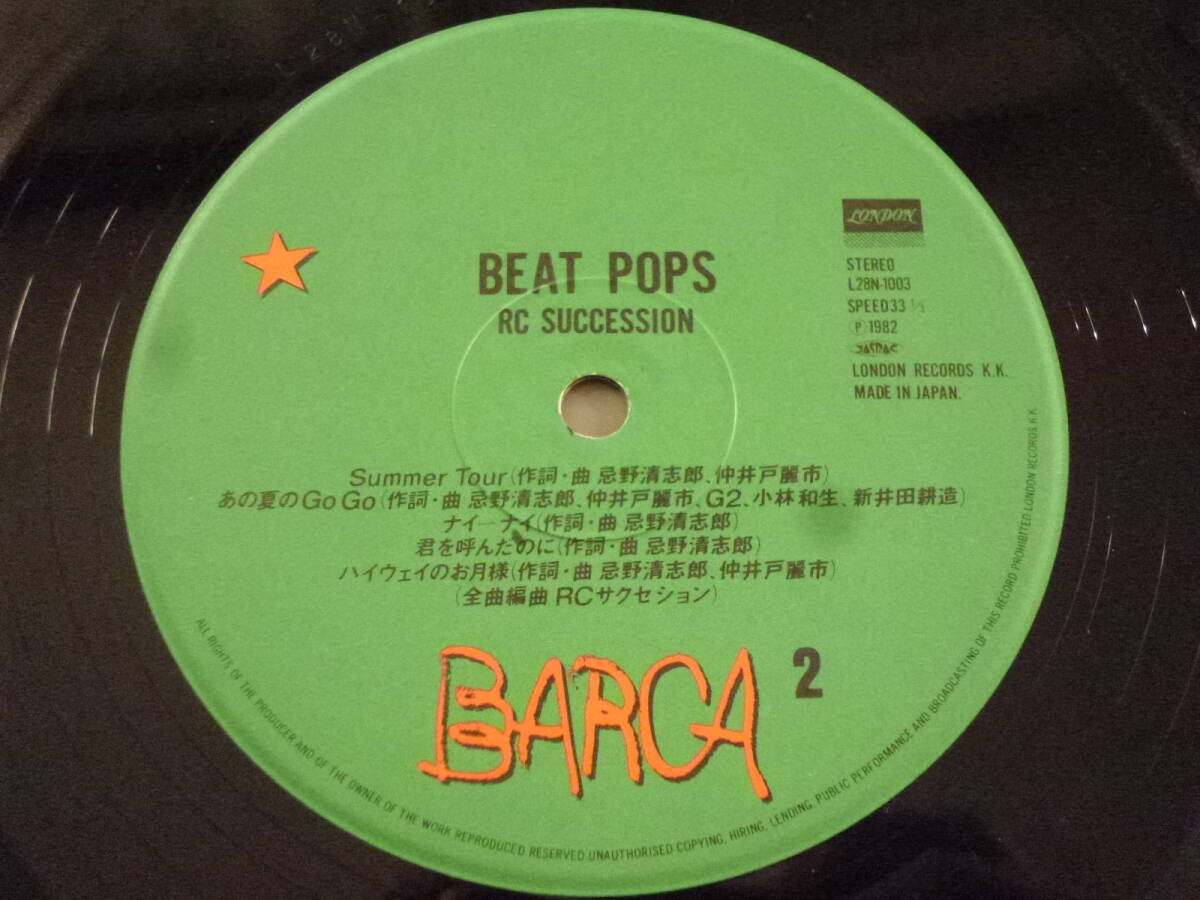 BEAT POPS
RC SUCCESSION
LONDON
STEREO
L28N-1003
SPEED33 ⅓
Ⓟ1982
JASRAC
LONDON RECORDS K.K.
MADE IN JAPAN.
Summer Tour(作詞・曲 忌野清志郎、仲井戸麗市)
あの夏のGo Go(作詞・曲 忌野清志郎、仲井戸麗市、G2、小林和生、新井田耕造)
ナイ―ナイ(作詞・曲 忌野清志郎)
君を呼んだのに(作詞・曲 忌野清志郎)
ハイウェイのお月様(作詞・曲 忌野清志郎、仲井戸麗市)
(全曲編曲 RCサクセション)
BARCA
2
ALL RIGHTS OF THE PRODUCER AND OF THE OWNER OF THE WORK REPRODUCED RESERVED. UNAUTHORISED COPYING, HIRING, LENDING, PUBLIC PERFORMANCE AND BROADCASTING OF THIS RECORD PROHIBITED LONDON RECORDS K.K.